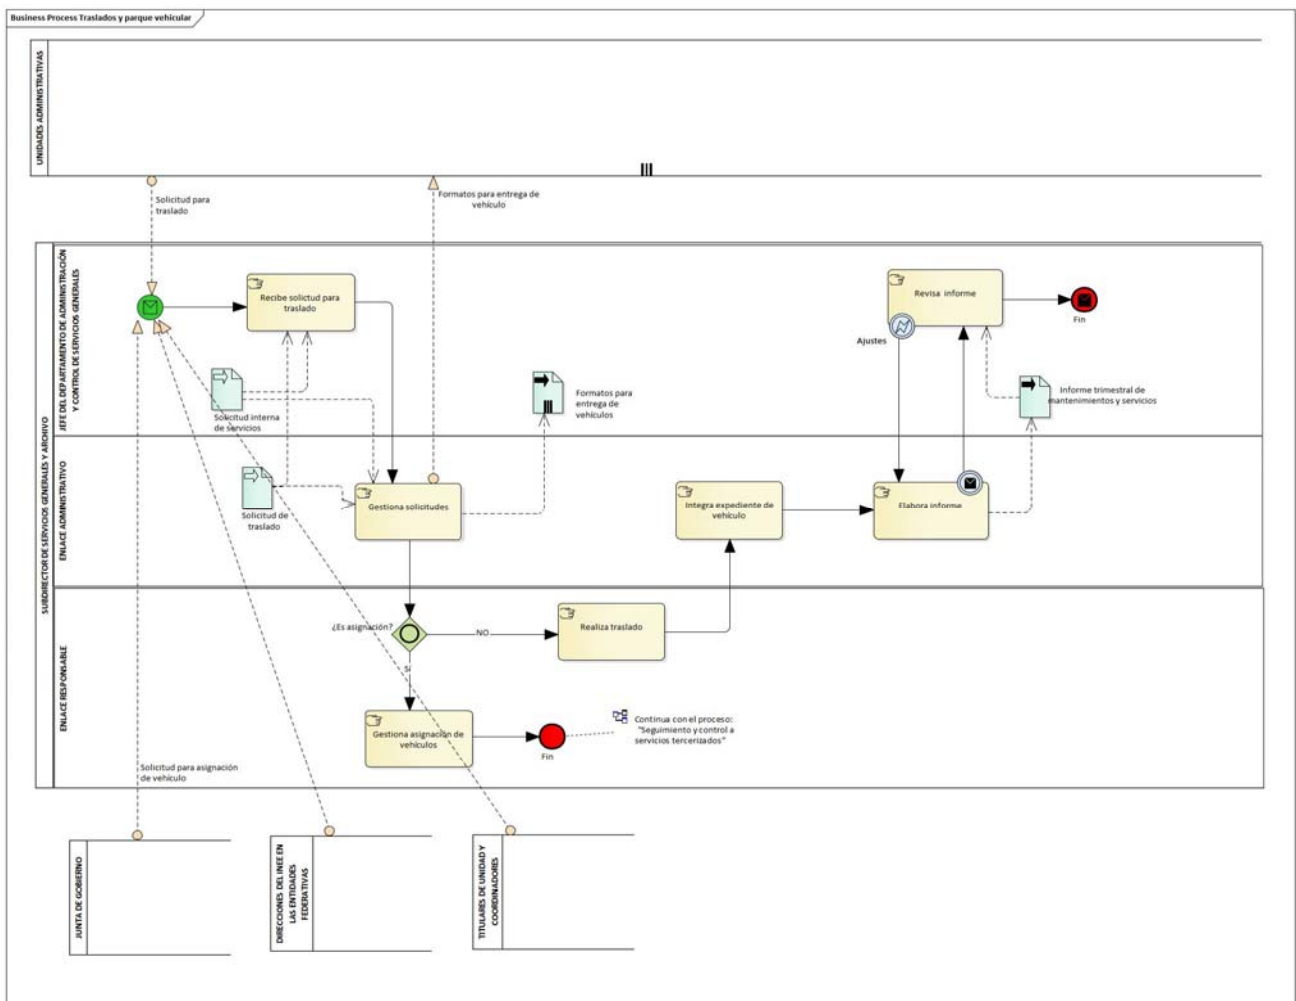 Business Process Traslados y parque vehicular
UNIDADES ADMINISTRATIVAS
Solicitud para
traslado
Formatos para entrega de
vehículo
SUBDIRECTOR DE SERVICIOS GENERALES Y ARCHIVO
JEFE DEL DEPARTAMENTO DE ADMINISTRACIÓN
Y CONTROL DE SERVICIOS GENERALES
Recibe solictud para
traslado
Revisa informe
Fin
Ajustes
Solicitud interna
de servicios
Formatos para
entrega de
vehículos
Informe trimestral de
mantenimientos y servicios
ENLACE ADMINISTRATIVO
Solicitud de
traslado
Gestiona solicitudes
Integra expediente de
vehículo
Elabora informe
ENLACE RESPONSABLE
¿Es asignación?
NO
Realiza traslado
SI
Gestiona asignación de
vehículos
Fin
Continua con el proceso:
"Seguimiento y control a
servicios tercerizados"
Solicitud para asignación
de vehículo
JUNTA DE GOBIERNO
DIRECCIONES DEL INEE EN
LAS ENTIDADES
FEDERATIVAS
TITULARES DE UNIDAD Y
COORDINADORES